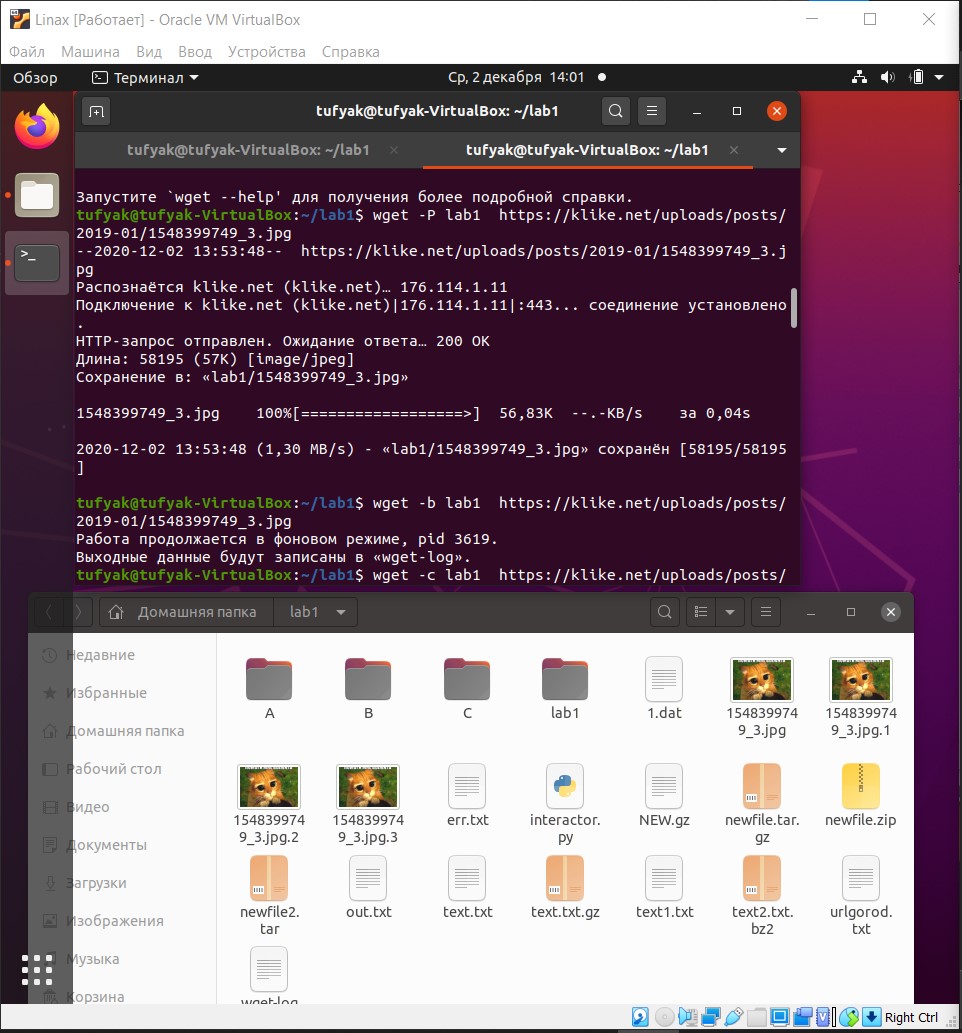 Linax [Работает] - Oracle VM VirtualBox
Файл Машина Вид Ввод Устройства Справка
Обзор Терминал Ср, 2 декабря 14:01
tufyak@tufyak-VirtualBox: ~/lab1
tufyak@tufyak-VirtualBox: ~/lab1 tufyak@tufyak-VirtualBox: ~/lab1
Запустите `wget --help' для получения более подробной справки.
tufyak@tufyak-VirtualBox:~/lab1$ wget -P lab1  https://klike.net/uploads/posts/
2019-01/1548399749_3.jpg
--2020-12-02 13:53:48--  https://klike.net/uploads/posts/2019-01/1548399749_3.j
pg
Распознаётся klike.net (klike.net)… 176.114.1.11
Подключение к klike.net (klike.net)|176.114.1.11|:443... соединение установлено
.
HTTP-запрос отправлен. Ожидание ответа… 200 OK
Длина: 58195 (57K) [image/jpeg]
Сохранение в: «lab1/1548399749_3.jpg»
1548399749_3.jpg    100%[==================>]  56,83K  --.-KB/s    за 0,04s
2020-12-02 13:53:48 (1,30 MB/s) - «lab1/1548399749_3.jpg» сохранён [58195/58195
]
tufyak@tufyak-VirtualBox:~/lab1$ wget -b lab1  https://klike.net/uploads/posts/
2019-01/1548399749_3.jpg
Работа продолжается в фоновом режиме, pid 3619.
Выходные данные будут записаны в «wget-log».
tufyak@tufyak-VirtualBox:~/lab1$ wget -c lab1  https://klike.net/uploads/posts/
Домашняя папка lab1
Недавние
Избранные
Домашняя папка
Рабочий стол
Видео
Документы
Загрузки
Изображения
Музыка
Корзина
A B C lab1 1.dat 154839974 154839974
9_3.jpg 9_3.jpg.1
154839974 154839974 err.txt interactor. NEW.gz newfile.tar. newfile.zip
9_3.jpg.2 9_3.jpg.3 py gz
newfile2. out.txt text.txt text.txt.gz text1.txt text2.txt. urlgorod.
tar bz2 txt
wget-log
Right Ctrl